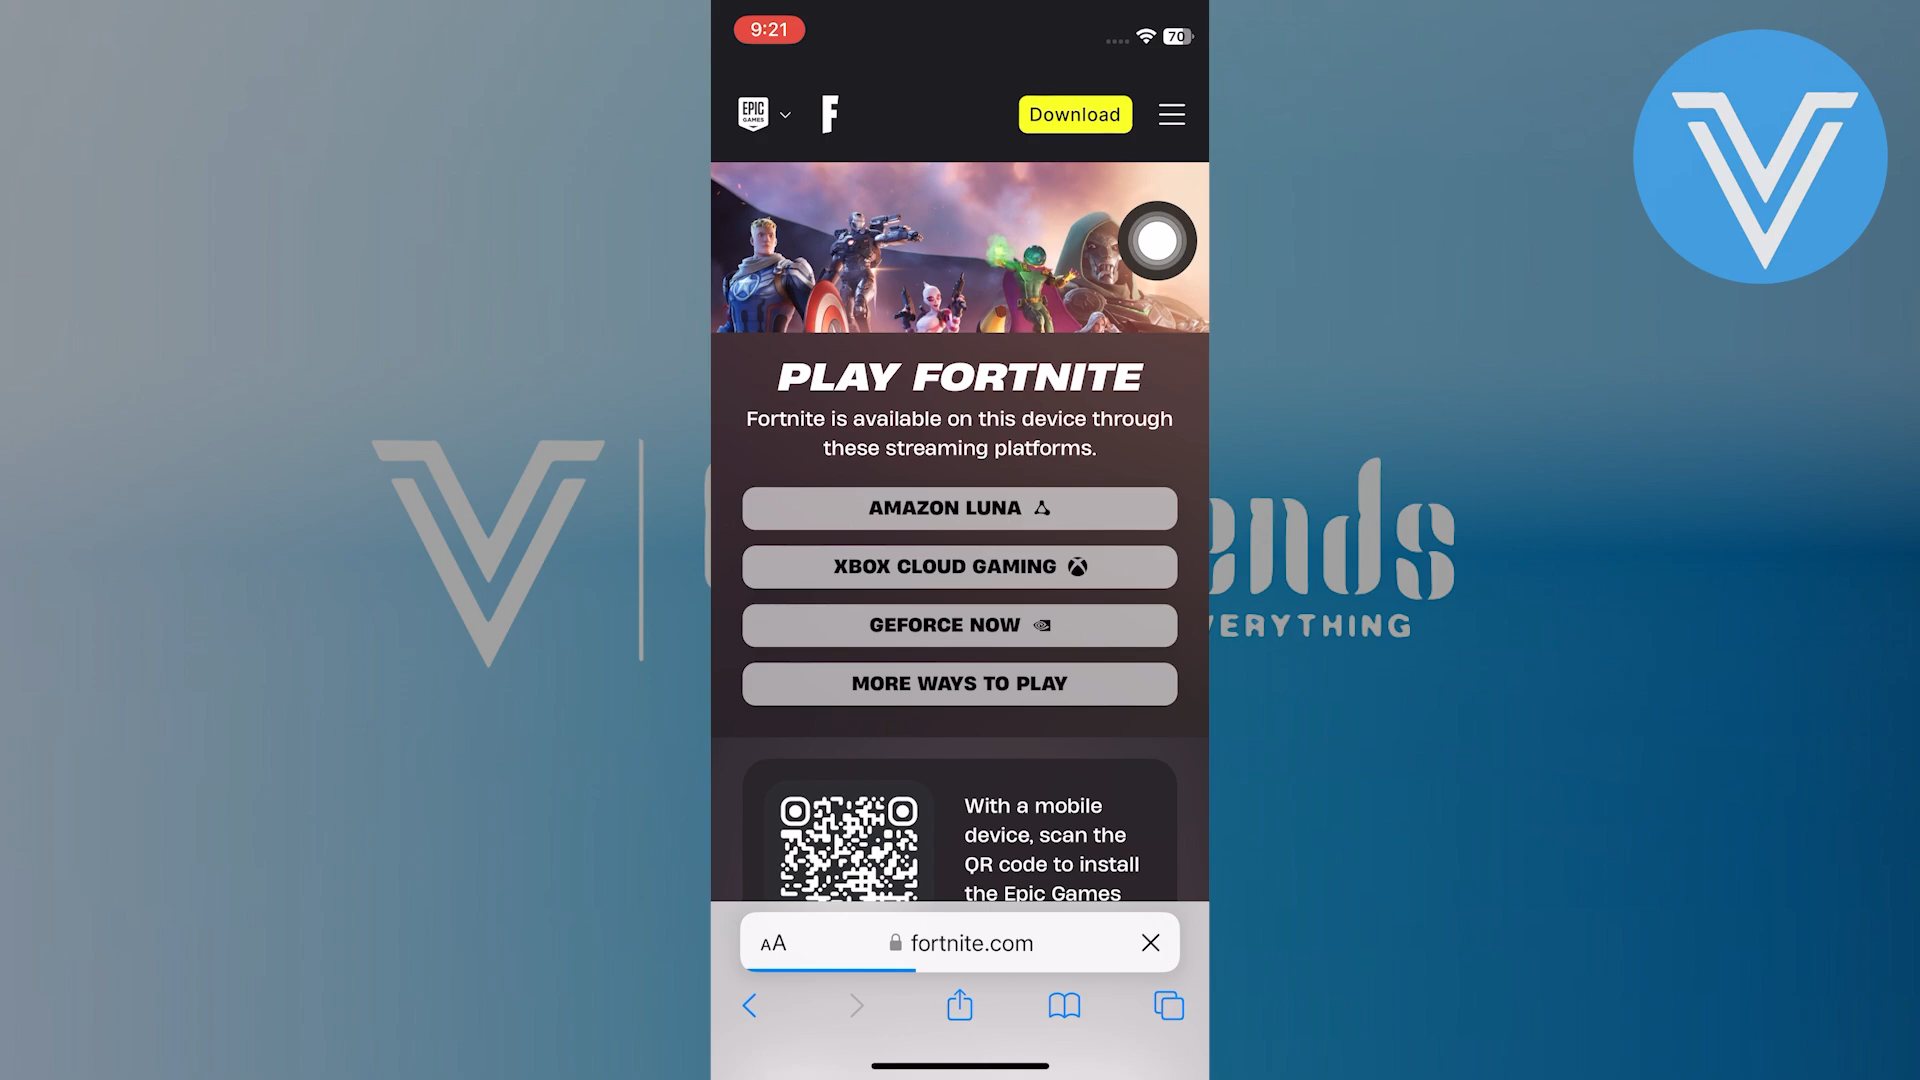 9:21
70
EPIC
GAMES
F
Download
PLAY FORTNITE
Fortnite is available on this device through
these streaming platforms.
AMAZON LUNA
XBOX CLOUD GAMING
GEFORCE NOW
MORE WAYS TO PLAY
With a mobile
device, scan the
QR code to install
the Epic Games
AA
fortnite.com